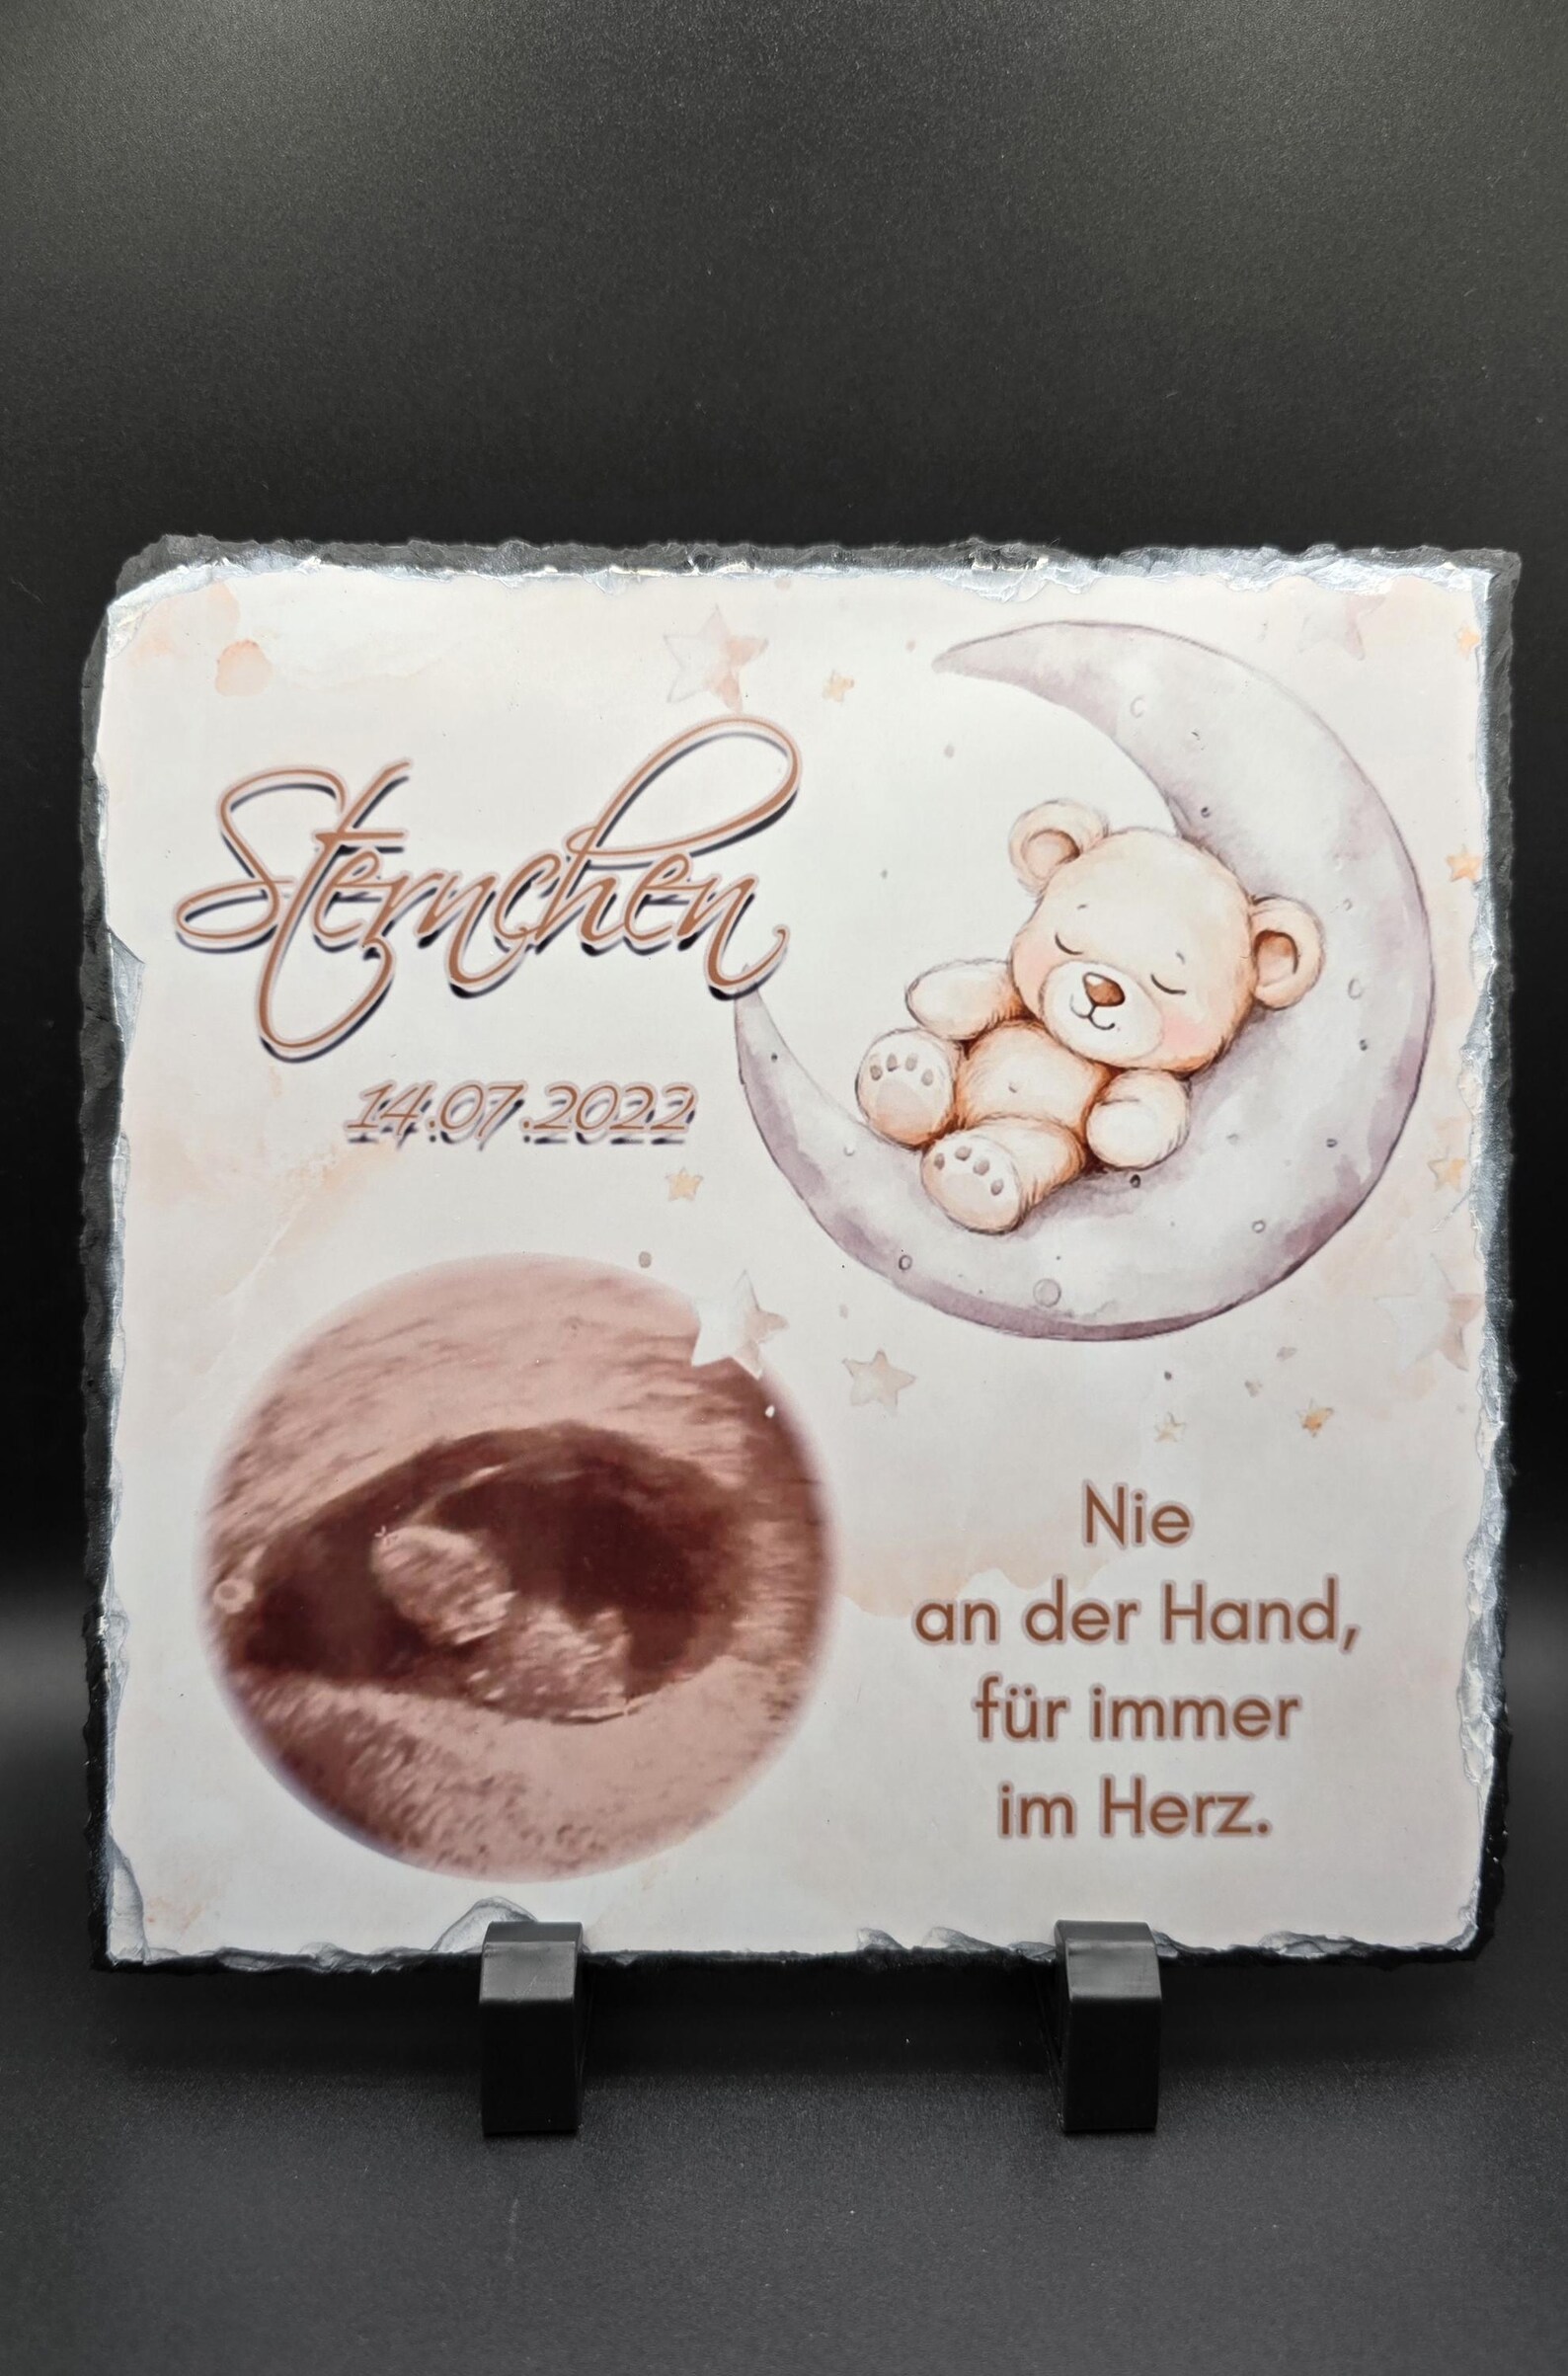 Sternchen
14.07.2022
Nie
an der Hand,
für immer
im Herz.